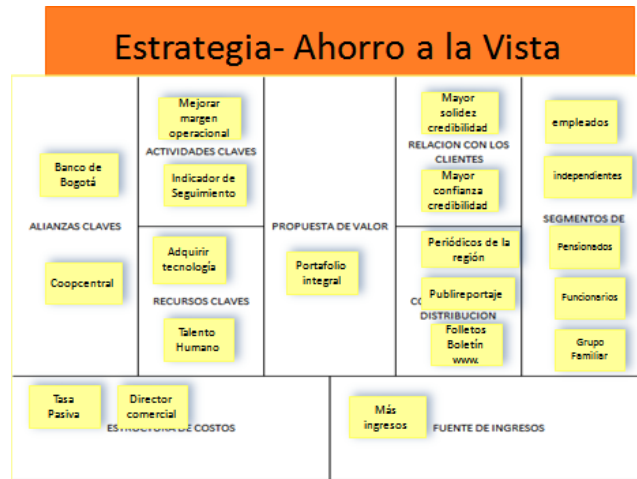 Estrategia- Ahorro a la Vista
Banco de
Bogotá
ALIANZAS CLAVES
Coopcentral
Mejorar
margen
operacional
ACTIVIDADES CLAVES
Indicador de
Seguimiento
Adquirir
tecnología
RECURSOS CLAVES
Talento
Humano
PROPUESTA DE VALOR
Portafolio
integral
Mayor
solidez
credibilidad
RELACION CON LOS
CLIENTES
Mayor
confianza
credibilidad
Periódicos de la
región
Publireportaje
DISTRIBUCION
Folletos
Boletín
www.
empleados
independientes
SEGMENTOS DE
Pensionados
Funcionarios
Grupo
Familiar
Tasa
Pasiva
Director
comercial
ESTRUCTURA DE COSTOS
Más
ingresos
FUENTE DE INGRESOS